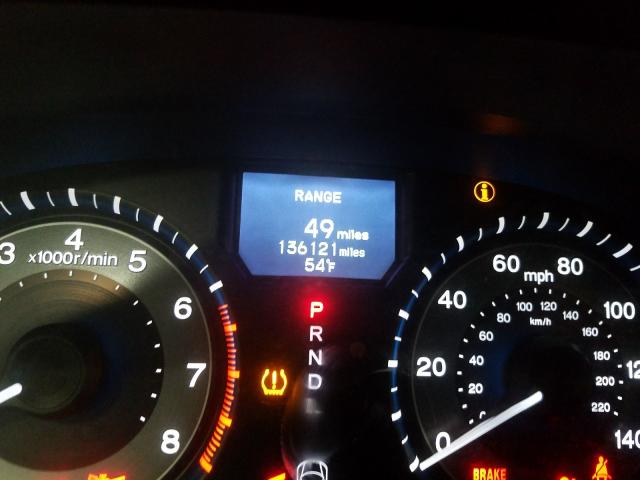 RANGE
49 miles
136121 miles
54°F
3 4 5 6 7 8
x1000r/min
P
R
N
D
L
0 20 40 60 80 100 140
mph
20 40 60 80 100 120 140 160 180 200 220
km/h
BRAKE